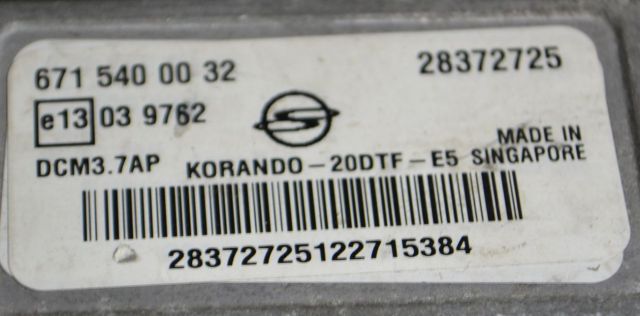 671 540 00 32 28372725
e13 03 9762
MADE IN
DCM3.7AP KORANDO-20DTF-E5 SINGAPORE
28372725122715384